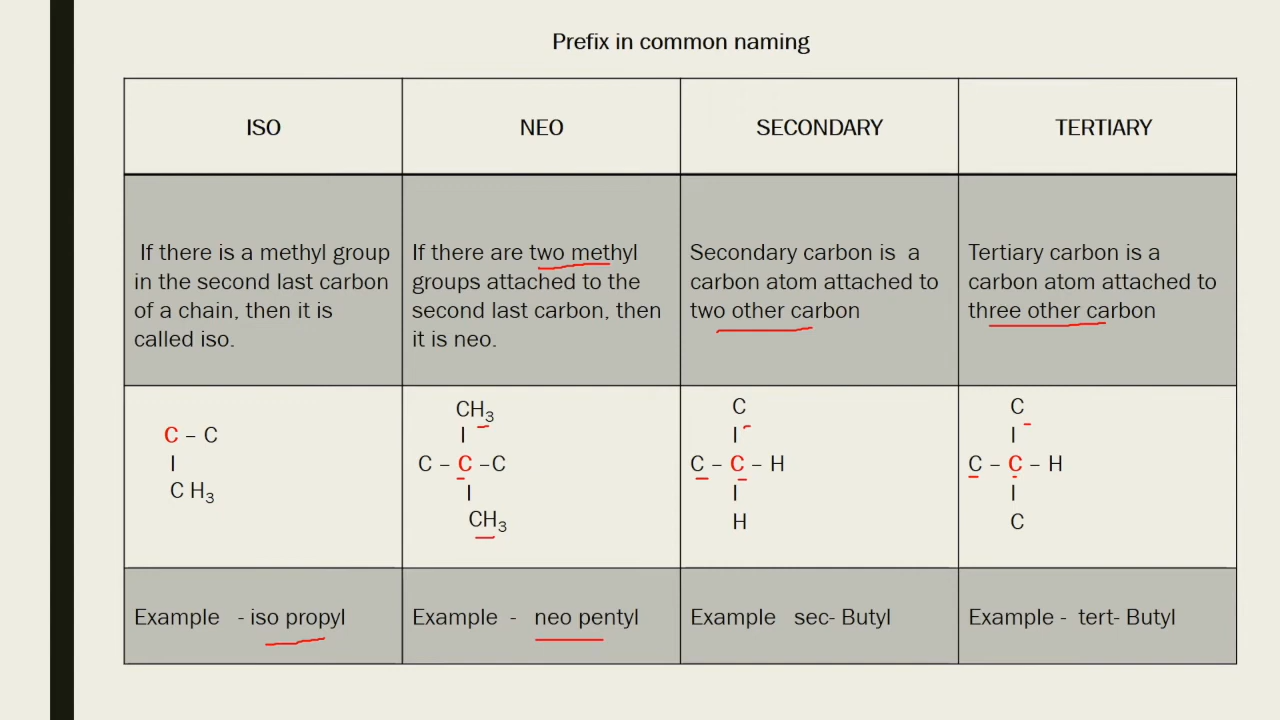 Prefix in common naming
ISO
NEO
SECONDARY
TERTIARY
If there is a methyl group
in the second last carbon
of a chain, then it is
called iso.
If there are two methyl
groups attached to the
second last carbon, then
it is neo.
Secondary carbon is a
carbon atom attached to
two other carbon
Tertiary carbon is a
carbon atom attached to
three other carbon
C – C
I
C H₃
CH₃
I
C – C –C
I
CH₃
C
I
C – C – H
I
H
C
I
C – C – H
I
C
Example - iso propyl
Example - neo pentyl
Example sec- Butyl
Example - tert- Butyl